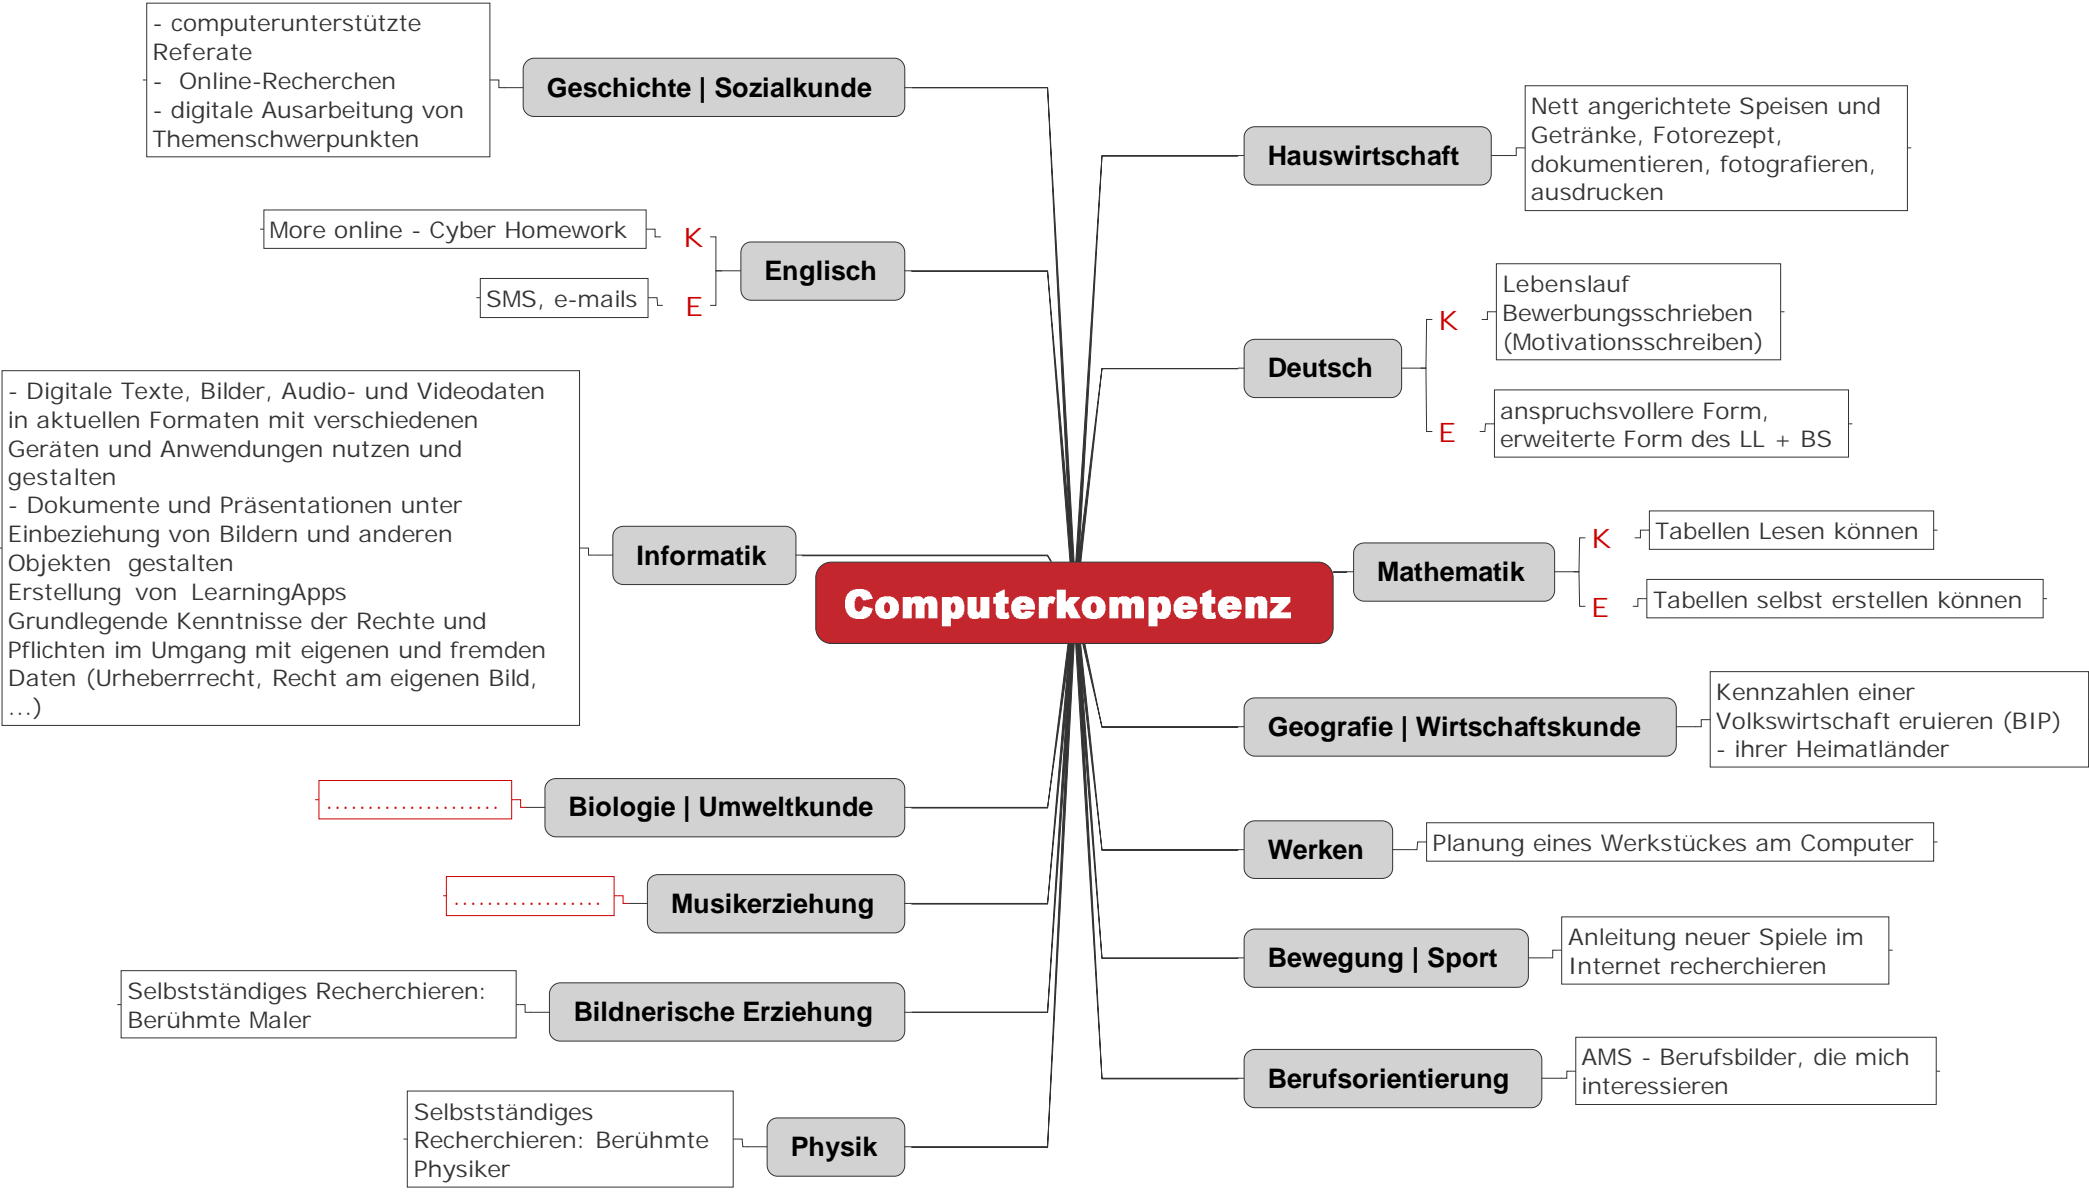 - computerunterstützte
Referate
- Online-Recherchen
- digitale Ausarbeitung von
Themenschwerpunkten
Geschichte | Sozialkunde
More online - Cyber Homework
K
SMS, e-mails
E
Englisch
- Digitale Texte, Bilder, Audio- und Videodaten
in aktuellen Formaten mit verschiedenen
Geräten und Anwendungen nutzen und
gestalten
- Dokumente und Präsentationen unter
Einbeziehung von Bildern und anderen
Objekten gestalten
Erstellung von LearningApps
Grundlegende Kenntnisse der Rechte und
Pflichten im Umgang mit eigenen und fremden
Daten (Urheberrrecht, Recht am eigenen Bild,
...)
Informatik
.....................
Biologie | Umweltkunde
..................
Musikerziehung
Selbstständiges Recherchieren:
Berühmte Maler
Bildnerische Erziehung
Selbstständiges
Recherchieren: Berühmte
Physiker
Physik
Computerkompetenz
Hauswirtschaft
Nett angerichtete Speisen und
Getränke, Fotorezept,
dokumentieren, fotografieren,
ausdrucken
Deutsch
K
Lebenslauf
Bewerbungsschrieben
(Motivationsschreiben)
E
anspruchsvollere Form,
erweiterte Form des LL + BS
Mathematik
K
Tabellen Lesen können
E
Tabellen selbst erstellen können
Geografie | Wirtschaftskunde
Kennzahlen einer
Volkswirtschaft eruieren (BIP)
- ihrer Heimatländer
Werken
Planung eines Werkstückes am Computer
Bewegung | Sport
Anleitung neuer Spiele im
Internet recherchieren
Berufsorientierung
AMS - Berufsbilder, die mich
interessieren